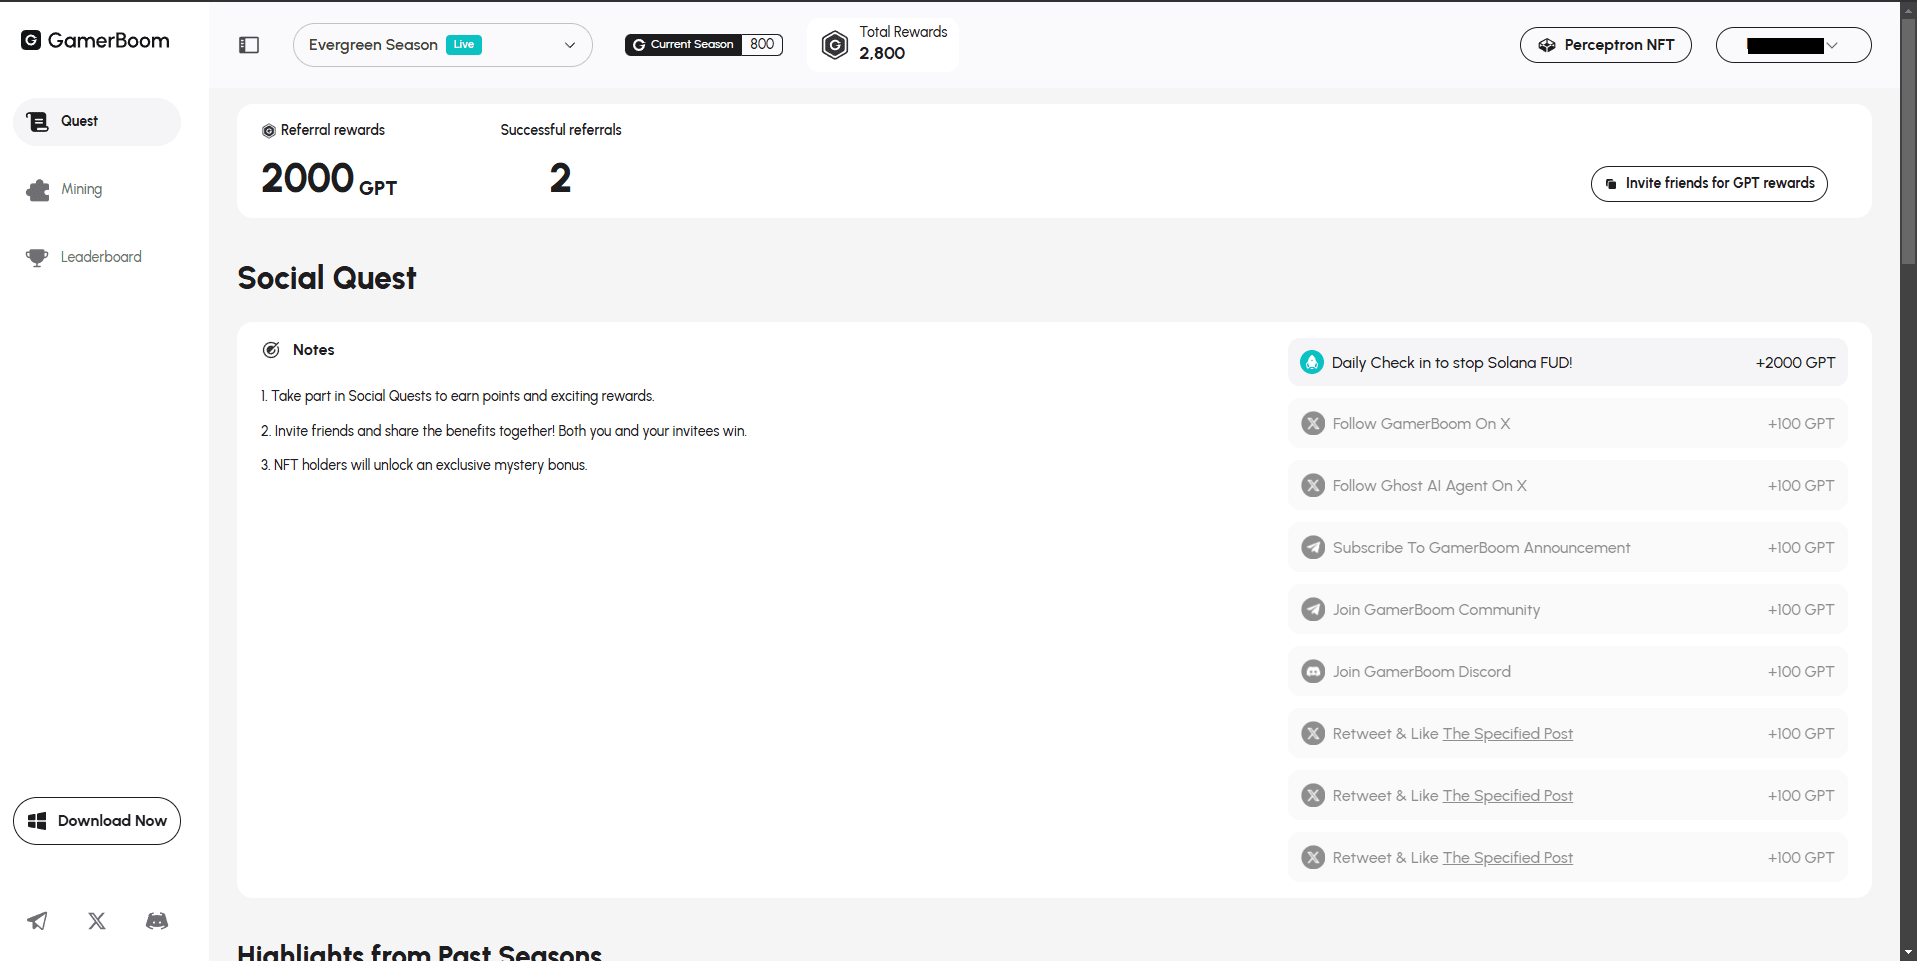 GamerBoom
Evergreen Season Live
Current Season 800
Total Rewards
2,800
Perceptron NFT
Quest
Mining
Leaderboard
Referral rewards
2000 GPT
Successful referrals
2
Invite friends for GPT rewards
Social Quest
Notes
1. Take part in Social Quests to earn points and exciting rewards.
2. Invite friends and share the benefits together! Both you and your invitees win.
3. NFT holders will unlock an exclusive mystery bonus.
Daily Check in to stop Solana FUD! +2000 GPT
Follow GamerBoom On X +100 GPT
Follow Ghost AI Agent On X +100 GPT
Subscribe To GamerBoom Announcement +100 GPT
Join GamerBoom Community +100 GPT
Join GamerBoom Discord +100 GPT
Retweet & Like The Specified Post +100 GPT
Retweet & Like The Specified Post +100 GPT
Retweet & Like The Specified Post +100 GPT
Download Now
Highlights from Past Seasons